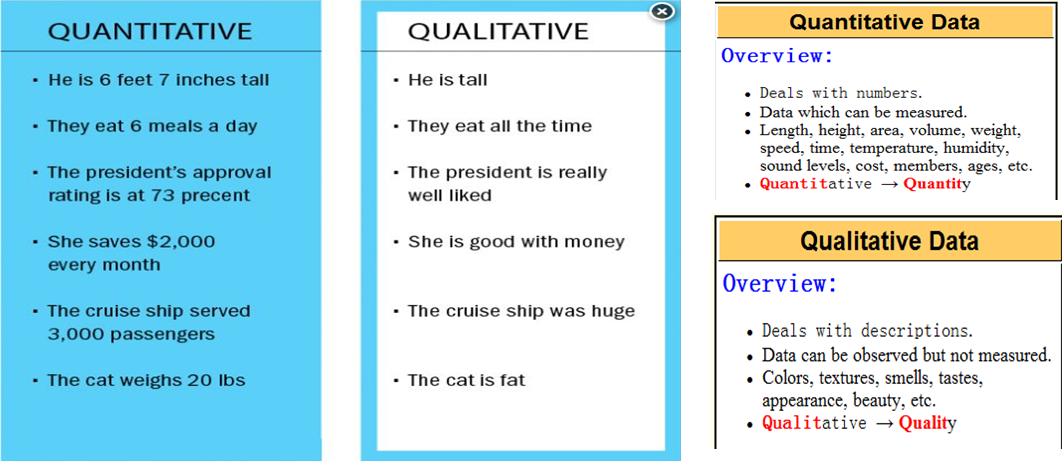 QUANTITATIVE
• He is 6 feet 7 inches tall
• They eat 6 meals a day
• The president's approval
rating is at 73 precent
• She saves $2,000
every month
• The cruise ship served
3,000 passengers
• The cat weighs 20 lbs
QUALITATIVE
• He is tall
• They eat all the time
• The president is really
well liked
• She is good with money
• The cruise ship was huge
• The cat is fat
Quantitative Data
Overview:
• Deals with numbers.
• Data which can be measured.
• Length, height, area, volume, weight,
speed, time, temperature, humidity,
sound levels, cost, members, ages, etc.
• Quantitative → Quantity
Qualitative Data
Overview:
• Deals with descriptions.
• Data can be observed but not measured.
• Colors, textures, smells, tastes,
appearance, beauty, etc.
• Qualitative → Quality